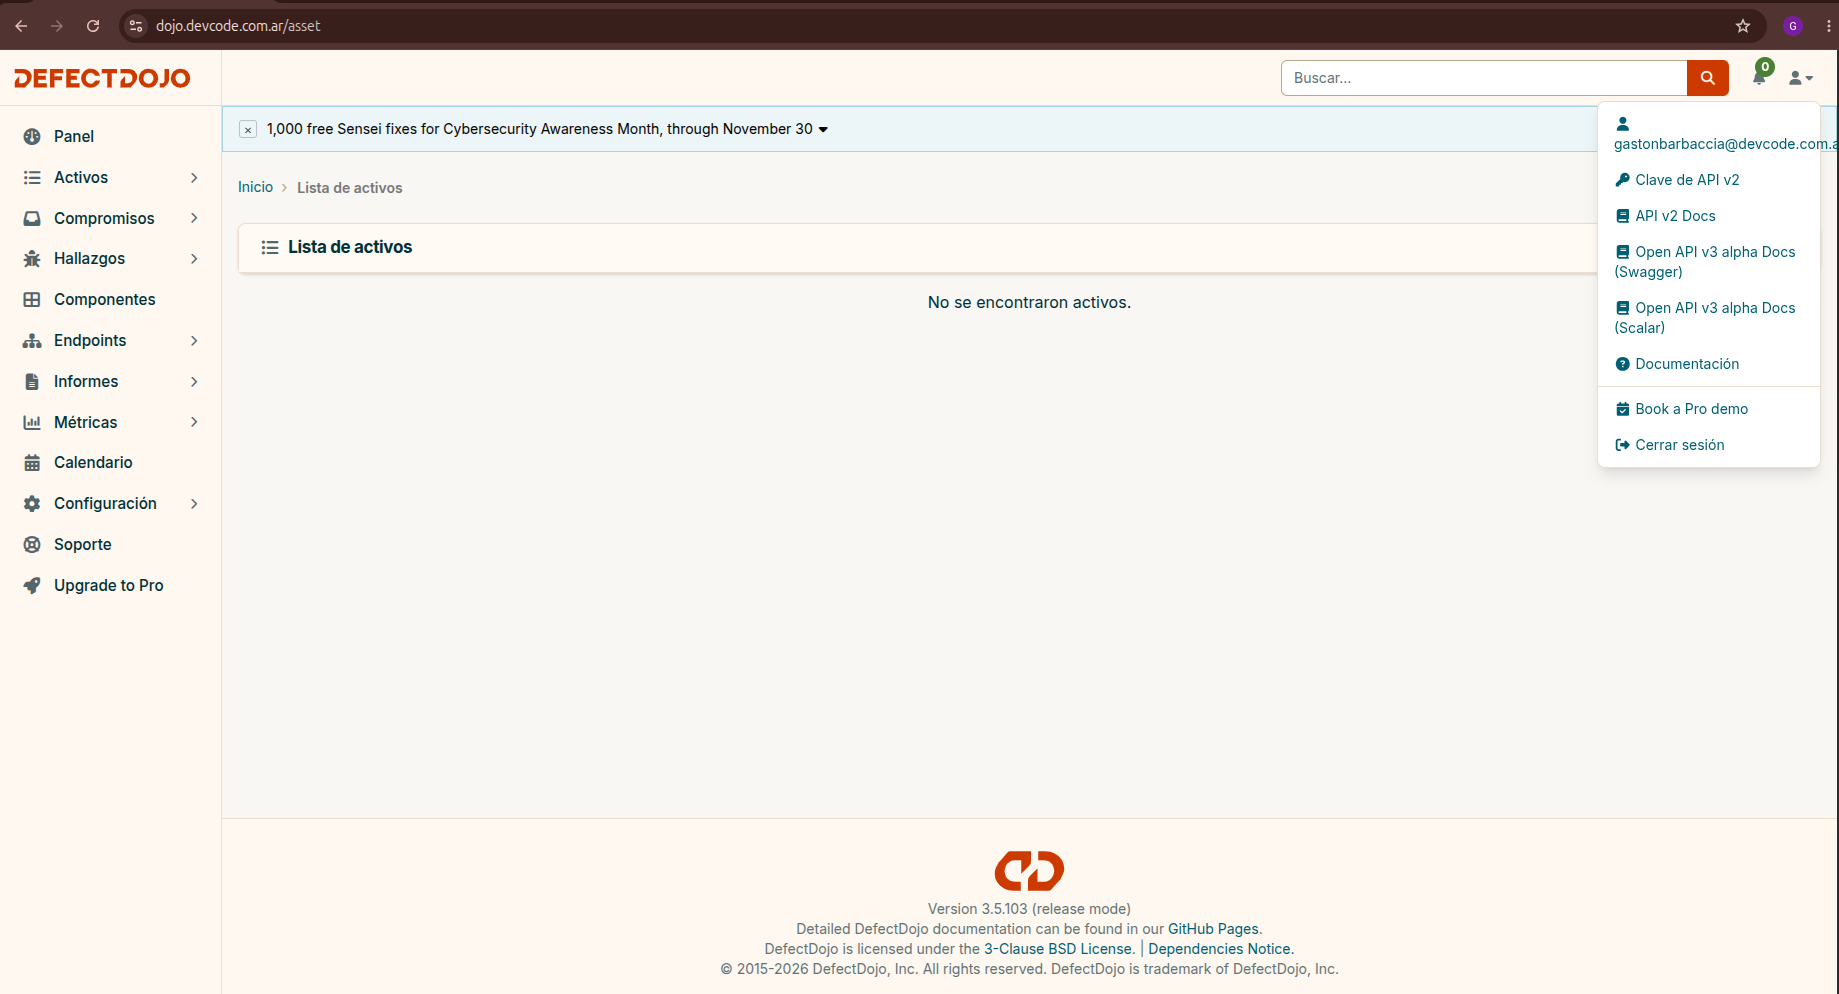 dojo.devcode.com.ar/asset
G
DEFECTDOJO
Buscar...
0
Panel
Activos
Compromisos
Hallazgos
Componentes
Endpoints
Informes
Métricas
Calendario
Configuración
Soporte
Upgrade to Pro
1,000 free Sensei fixes for Cybersecurity Awareness Month, through November 30
Inicio
Lista de activos
Lista de activos
No se encontraron activos.
gastonbarbaccia@devcode.com.a
Clave de API v2
API v2 Docs
Open API v3 alpha Docs
(Swagger)
Open API v3 alpha Docs
(Scalar)
Documentación
Book a Pro demo
Cerrar sesión
Version 3.5.103 (release mode)
Detailed DefectDojo documentation can be found in our GitHub Pages.
DefectDojo is licensed under the 3-Clause BSD License. | Dependencies Notice.
© 2015-2026 DefectDojo, Inc. All rights reserved. DefectDojo is trademark of DefectDojo, Inc.